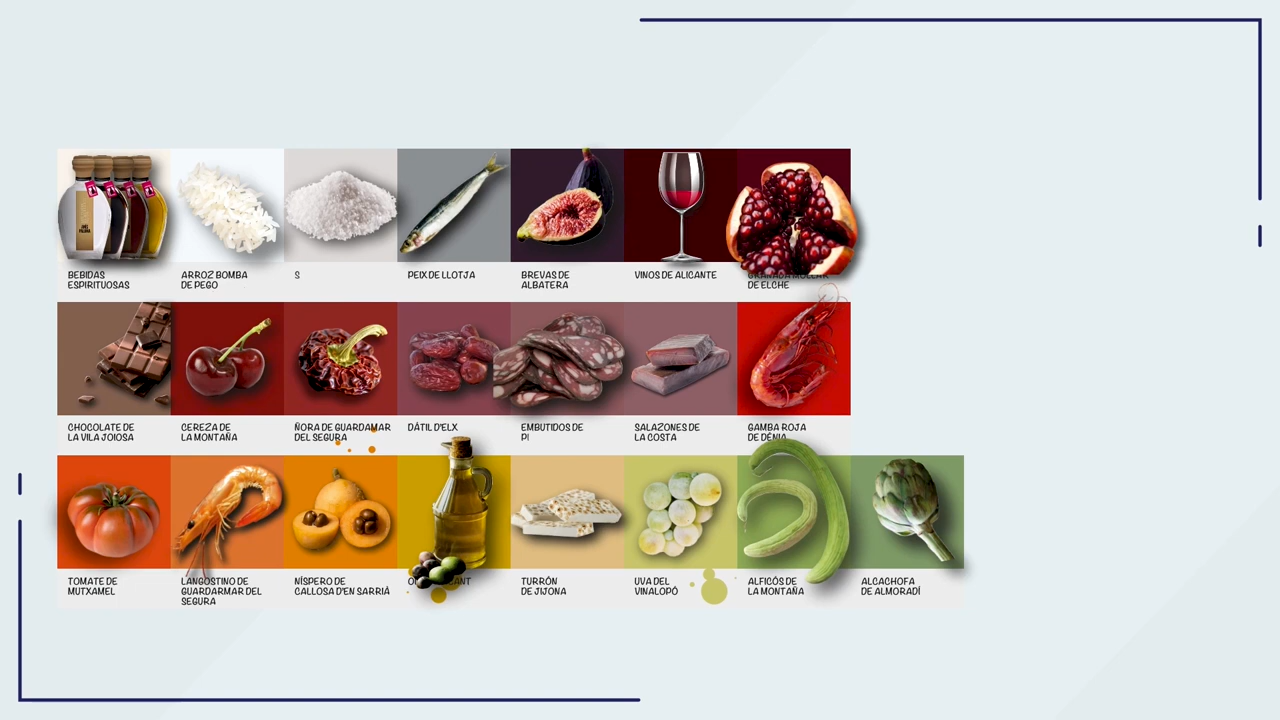 BEBIDAS
ESPIRITUOSAS
ARROZ BOMBA
DE PEGO
S
PEIX DE LLOTJA
BREVAS DE
ALBATERA
VINOS DE ALICANTE
GRANADA MOLLAR
DE ELCHE
CHOCOLATE DE
LA VILA JOIOSA
CEREZA DE
LA MONTAÑA
ÑORA DE GUARDAMAR
DEL SEGURA
DÁTIL D'ELX
EMBUTIDOS DE
PI
SALAZONES DE
LA COSTA
GAMBA ROJA
DE DÉNIA
TOMATE DE
MUTXAMEL
LANGOSTINO DE
GUARDARMAR DEL
SEGURA
NÍSPERO DE
CALLOSA D'EN SARRIÀ
TURRÓN
DE JIJONA
UVA DEL
VINALOPÓ
ALFICÓS DE
LA MONTAÑA
ALCACHOFA
DE ALMORADÍ